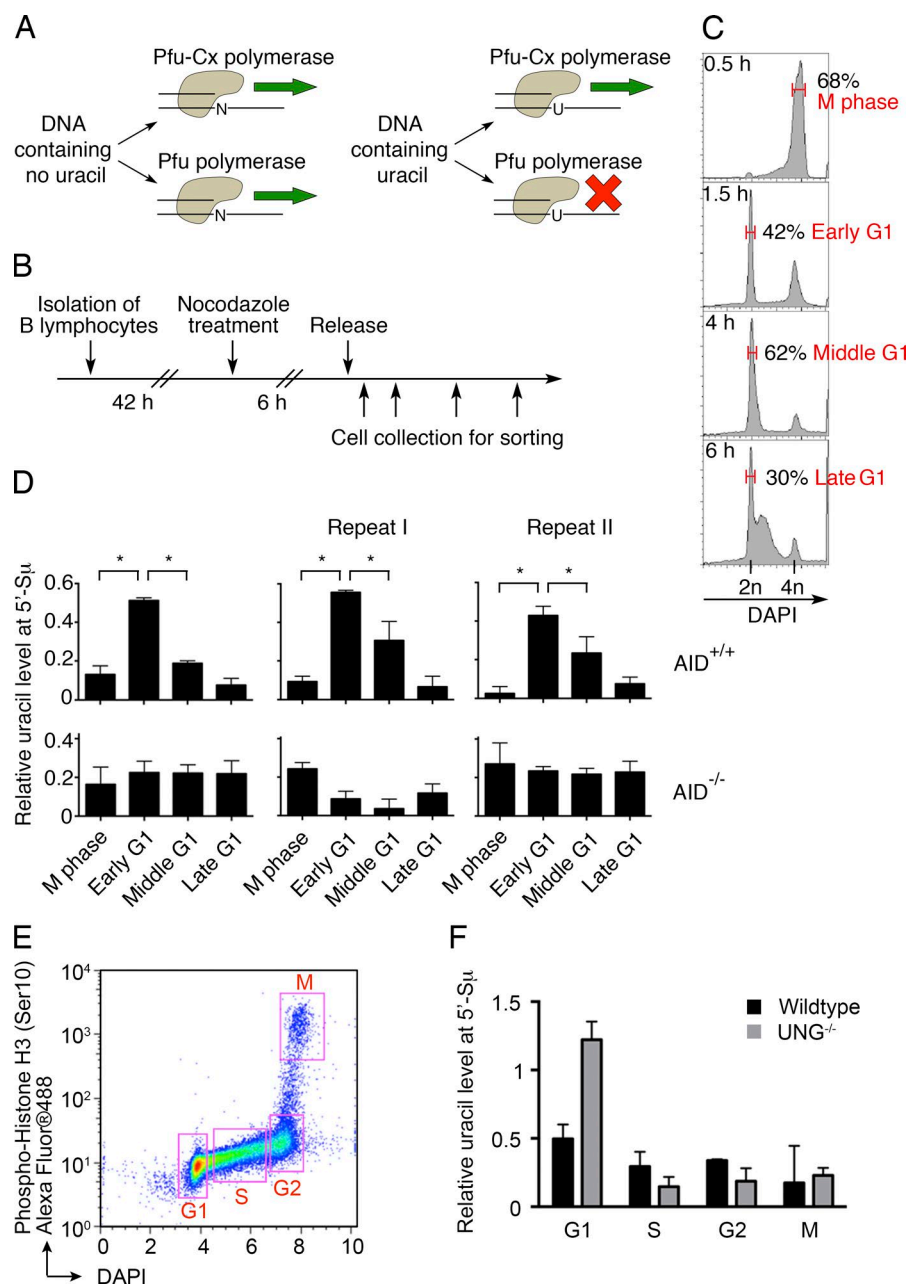 A
Pfu-Cx polymerase
N
DNA
containing
no uracil
Pfu polymerase
N
Pfu-Cx polymerase
U
DNA
containing
uracil
Pfu polymerase
U
B
Isolation of
B lymphocytes
Nocodazole
treatment
Release
42 h
6 h
Cell collection for sorting
C
0.5 h
68%
M phase
1.5 h
42% Early G1
4 h
62% Middle G1
6 h
30% Late G1
2n 4n
DAPI
D
Repeat I
Repeat II
* *
* *
* *
Relative uracil level at 5'-Sμ
0.6
0.4
0.2
0
AID+/+
0.4
0.2
0
AID-/-
M phase
Early G1
Middle G1
Late G1
M phase
Early G1
Middle G1
Late G1
M phase
Early G1
Middle G1
Late G1
E
Phospho-Histone H3 (Ser10)
Alexa Fluor®488
10⁴
10³
10²
10¹
10⁰
M
G1
S
G2
0 2 4 6 8 10
DAPI
F
Relative uracil level at 5'-Sμ
1.5
1
0.5
0
Wildtype
UNG-/-
G1 S G2 M